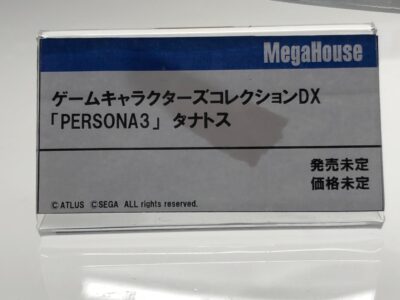 MegaHouse
ゲームキャラクターズコレクションDX
「PERSONA3」 タナトス
発売未定
価格未定
©ATLUS ©SEGA ALL rights reserved.